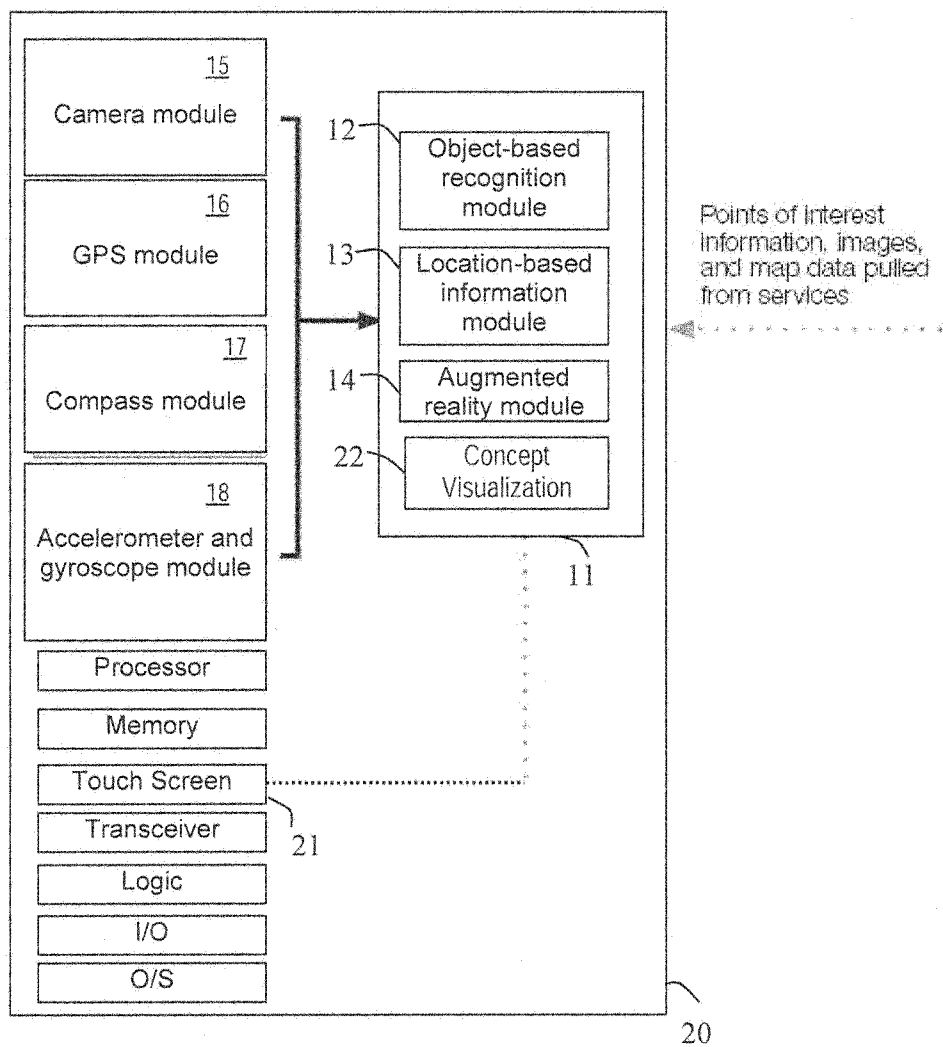 15
Camera module
16
GPS module
17
Compass module
18
Accelerometer and
gyroscope module
Processor
Memory
Touch Screen
21
Transceiver
Logic
I/O
O/S
12
Object-based
recognition
module
13
Location-based
information
module
14
Augmented
reality module
22
Concept
Visualization
11
Points of interest
information, images,
and map data pulled
from services
20